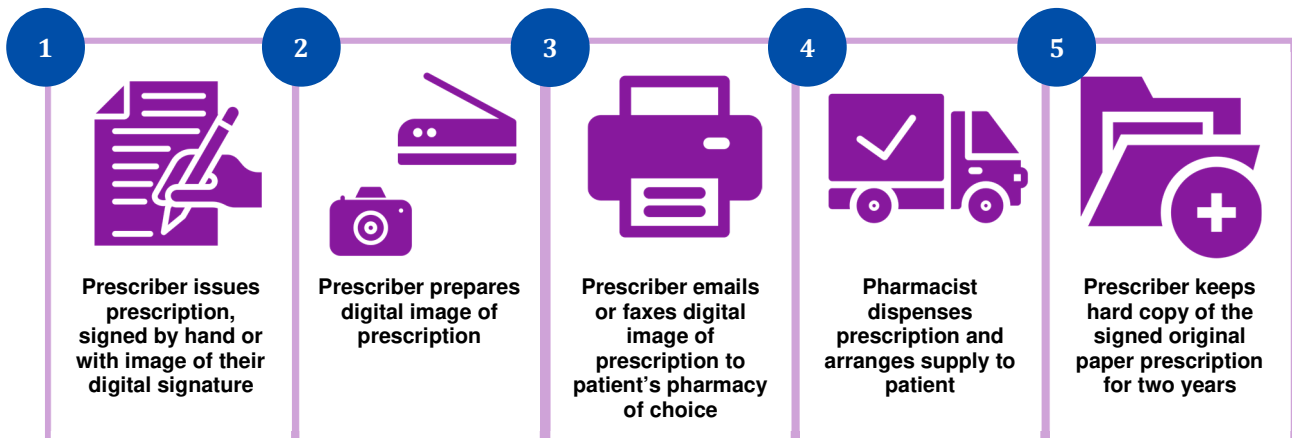 1
Prescriber issues
prescription,
signed by hand or
with image of their
digital signature
2
Prescriber prepares
digital image of
prescription
3
Prescriber emails
or faxes digital
image of
prescription to
patient’s pharmacy
of choice
4
Pharmacist
dispenses
prescription and
arranges supply to
patient
5
Prescriber keeps
hard copy of the
signed original
paper prescription
for two years